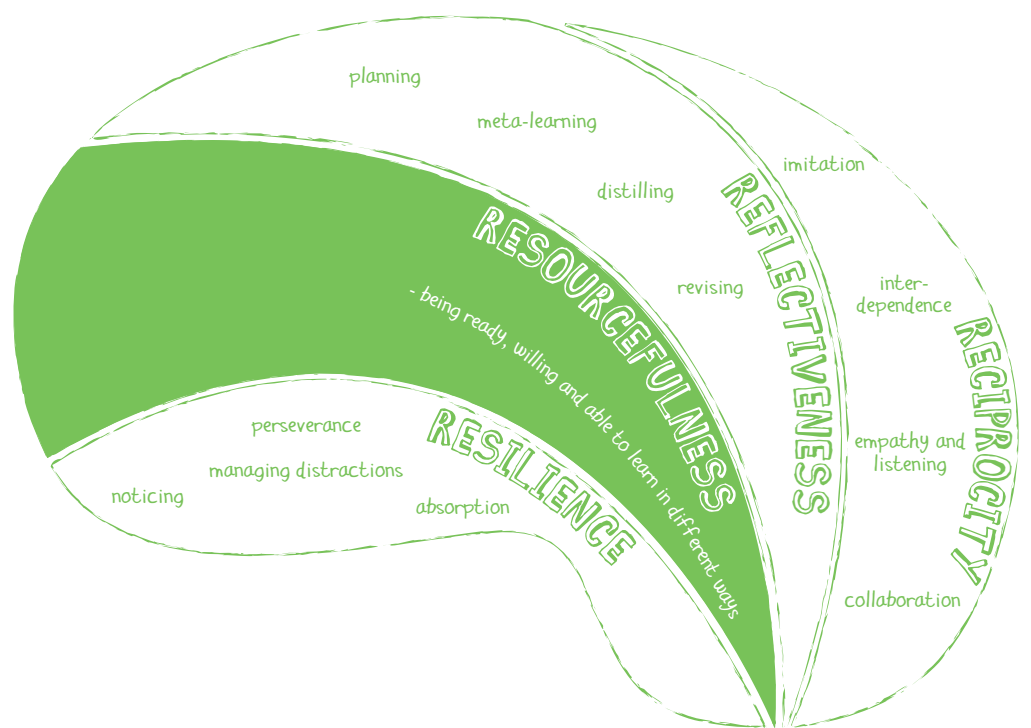 planning
meta-learning
distilling
revising
REFLECTIVENESS
imitation
inter-
dependence
empathy and
listening
collaboration
RECIPROCITY
RESOURCEFULNESS
- being ready, willing and able to learn in different ways
perseverance
managing distractions
noticing
absorption
RESILIENCE